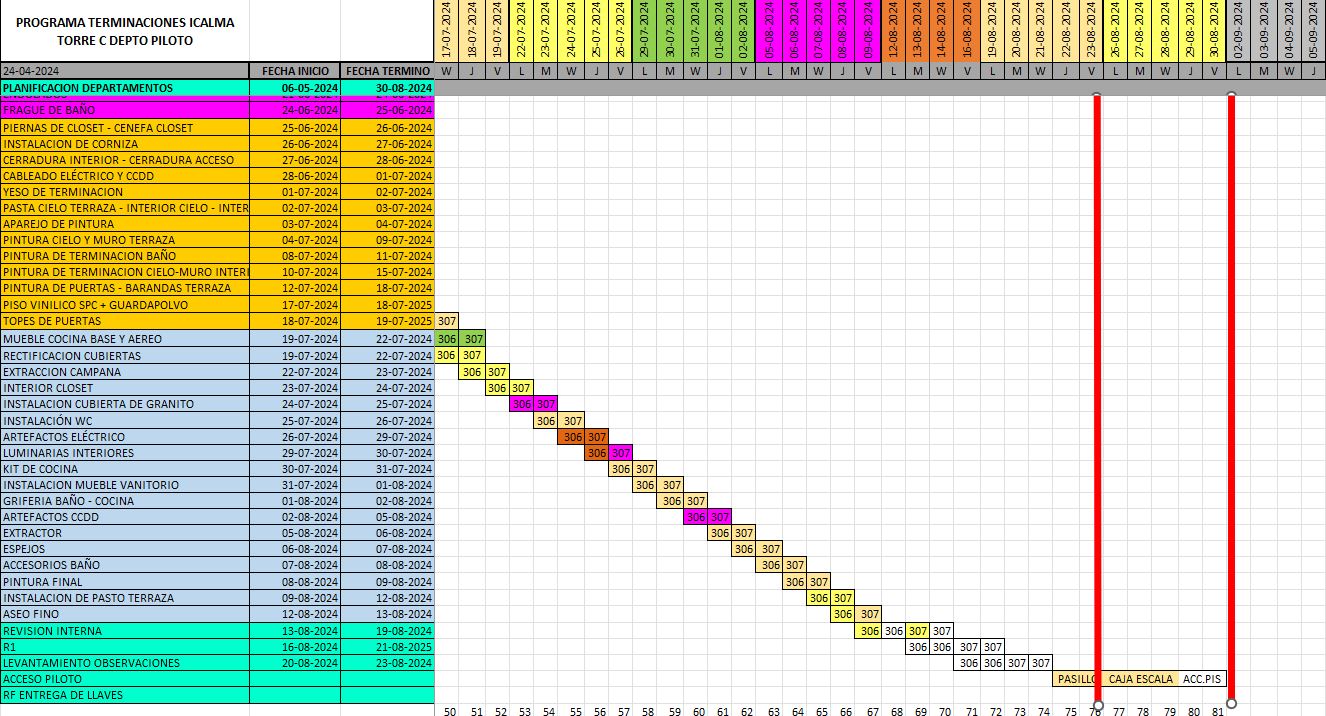 PROGRAMA TERMINACIONES ICALMA
TORRE C DEPTO PILOTO
17-07-2024 18-07-2024 19-07-2024 22-07-2024 23-07-2024 24-07-2024 25-07-2024 26-07-2024 29-07-2024 30-07-2024 31-07-2024 01-08-2024 02-08-2024 05-08-2024 06-08-2024 07-08-2024 08-08-2024 09-08-2024 12-08-2024 13-08-2024 14-08-2024 16-08-2024 19-08-2024 20-08-2024 21-08-2024 22-08-2024 23-08-2024 26-08-2024 27-08-2024 28-08-2024 29-08-2024 30-08-2024 02-09-2024 03-09-2024 04-09-2024 05-09-2024
24-04-2024 FECHA INICIO FECHA TERMINO W J V L M W J V L M W J V L M W J V L M W V L M W J V L M W J V L M W J
PLANIFICACION DEPARTAMENTOS 06-05-2024 30-08-2024
FRAGUE DE BAÑO 24-06-2024 25-06-2024
PIERNAS DE CLOSET - CENEFA CLOSET 25-06-2024 26-06-2024
INSTALACION DE CORNIZA 26-06-2024 27-06-2024
CERRADURA INTERIOR - CERRADURA ACCESO 27-06-2024 28-06-2024
CABLEADO ELÉCTRICO Y CCDD 28-06-2024 01-07-2024
YESO DE TERMINACION 01-07-2024 02-07-2024
PASTA CIELO TERRAZA - INTERIOR CIELO - INTER 02-07-2024 03-07-2024
APAREJO DE PINTURA 03-07-2024 04-07-2024
PINTURA CIELO Y MURO TERRAZA 04-07-2024 09-07-2024
PINTURA DE TERMINACION BAÑO 08-07-2024 11-07-2024
PINTURA DE TERMINACION CIELO-MURO INTERI 10-07-2024 15-07-2024
PINTURA DE PUERTAS - BARANDAS TERRAZA 12-07-2024 18-07-2024
PISO VINILICO SPC + GUARDAPOLVO 17-07-2024 18-07-2025
TOPES DE PUERTAS 18-07-2024 19-07-2025 307
MUEBLE COCINA BASE Y AEREO 19-07-2024 22-07-2024 306 307
RECTIFICACION CUBIERTAS 19-07-2024 22-07-2024 306 307
EXTRACCION CAMPANA 22-07-2024 23-07-2024 306 307
INTERIOR CLOSET 23-07-2024 24-07-2024 306 307
INSTALACION CUBIERTA DE GRANITO 24-07-2024 25-07-2024 306 307
INSTALACIÓN WC 25-07-2024 26-07-2024 306 307
ARTEFACTOS ELÉCTRICO 26-07-2024 29-07-2024 306 307
LUMINARIAS INTERIORES 29-07-2024 30-07-2024 306 307
KIT DE COCINA 30-07-2024 31-07-2024 306 307
INSTALACION MUEBLE VANITORIO 31-07-2024 01-08-2024 306 307
GRIFERIA BAÑO - COCINA 01-08-2024 02-08-2024 306 307
ARTEFACTOS CCDD 02-08-2024 05-08-2024 306 307
EXTRACTOR 05-08-2024 06-08-2024 306 307
ESPEJOS 06-08-2024 07-08-2024 306 307
ACCESORIOS BAÑO 07-08-2024 08-08-2024 306 307
PINTURA FINAL 08-08-2024 09-08-2024 306 307
INSTALACION DE PASTO TERRAZA 09-08-2024 12-08-2024 306 307
ASEO FINO 12-08-2024 13-08-2024 306 307
REVISION INTERNA 13-08-2024 19-08-2024 306 306 307 307
R1 16-08-2024 21-08-2025 306 306 307 307
LEVANTAMIENTO OBSERVACIONES 20-08-2024 23-08-2024 306 306 307 307
ACCESO PILOTO PASILLO CAJA ESCALA ACC.PIS
RF ENTREGA DE LLAVES
50 51 52 53 54 55 56 57 58 59 60 61 62 63 64 65 66 67 68 69 70 71 72 73 74 75 76 77 78 79 80 81